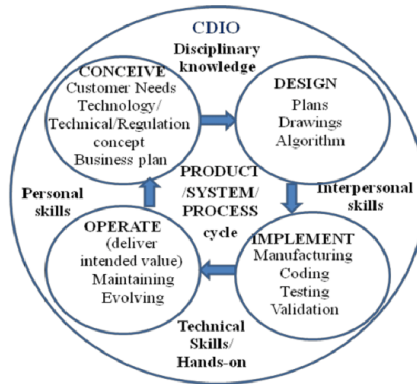 CDIO
Disciplinary
knowledge
CONCEIVE
Customer Needs
Technology/
Technical/Regulation
concept
Business plan
DESIGN
Plans
Drawings
Algorithm
Personal
skills
PRODUCT
/SYSTEM/
PROCESS
cycle
Interpersonal
skills
OPERATE
(deliver
intended value)
Maintaining
Evolving
IMPLEMENT
Manufacturing
Coding
Testing
Validation
Technical
Skills/
Hands-on